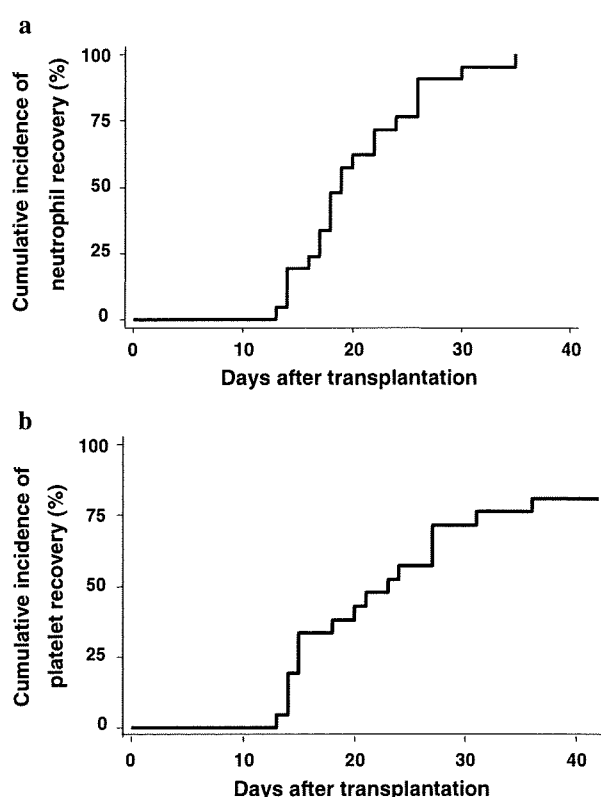 a
Cumulative incidence of
neutrophil recovery (%)
100
75
50
25
0
0 10 20 30 40
Days after transplantation
b
Cumulative incidence of
platelet recovery (%)
100
75
50
25
0
0 10 20 30 40
Days after transplantation